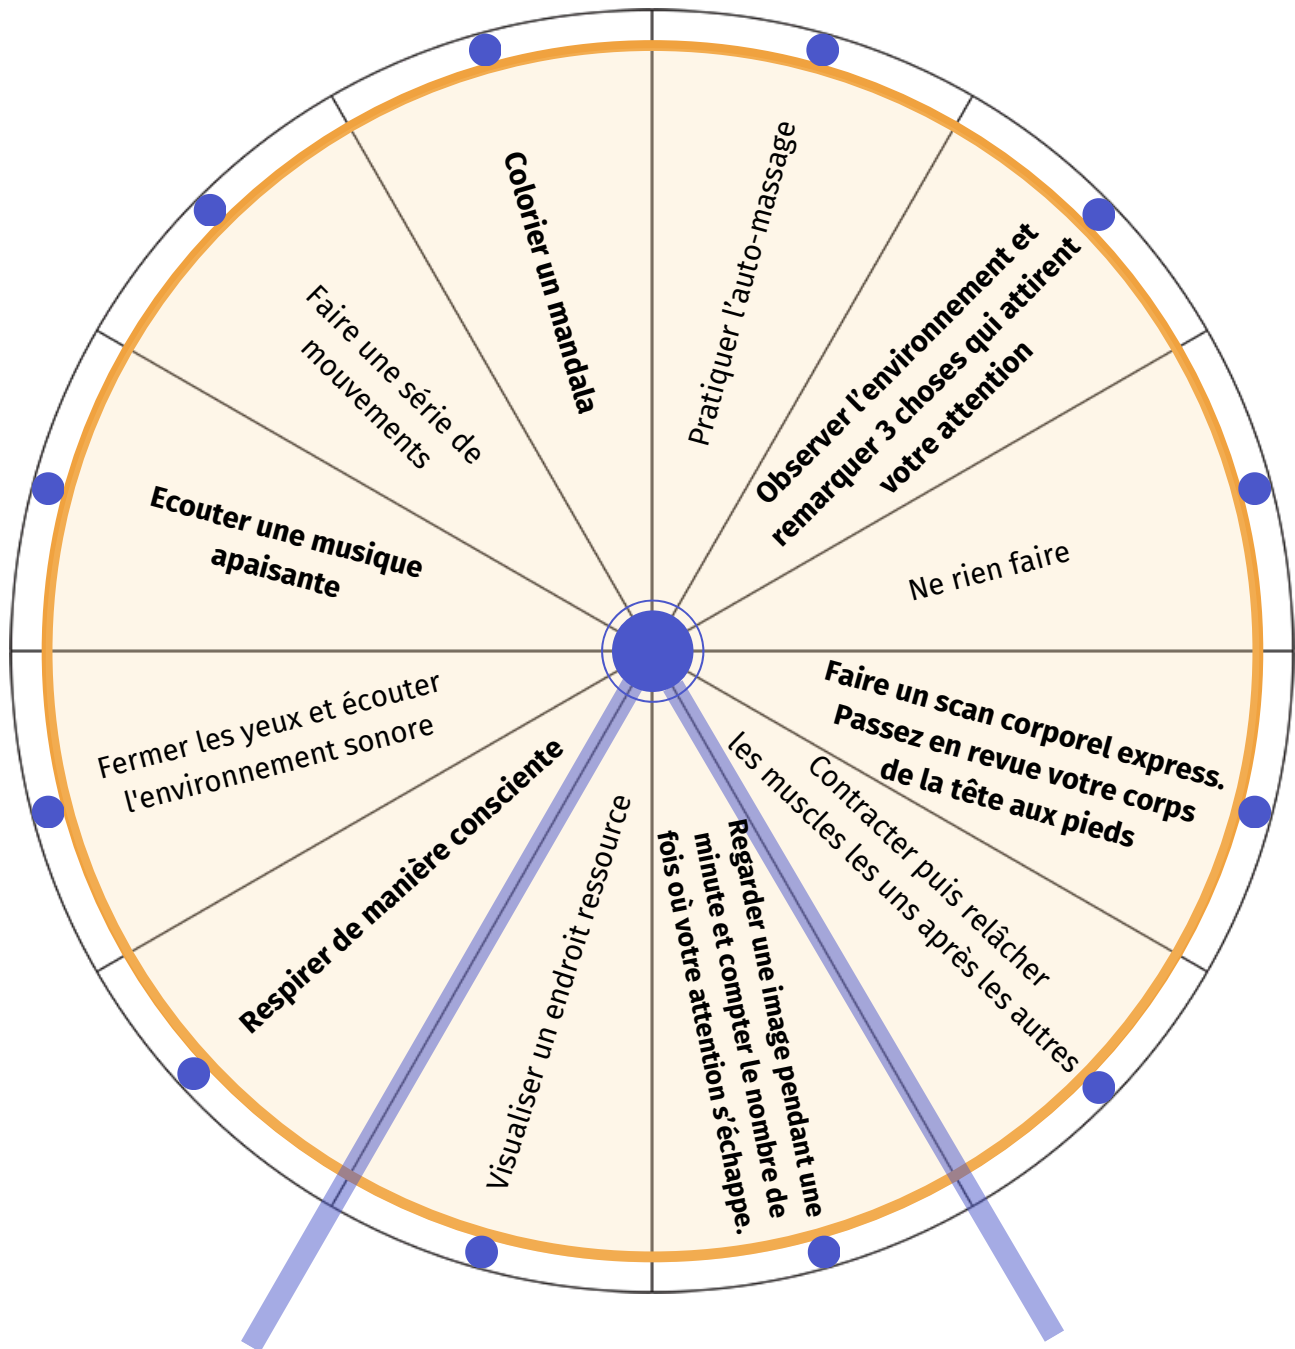 Pratiquer l'auto-massage
Observer l'environnement et
remarquer 3 choses qui attirent
votre attention
Ne rien faire
Faire un scan corporel express.
Passez en revue votre corps
de la tête aux pieds
Contracter puis relâcher
les muscles les uns après les autres
Regarder une image pendant une
minute et compter le nombre de
fois où votre attention s'échappe.
Visualiser un endroit ressource
Respirer de manière consciente
Fermer les yeux et écouter
l'environnement sonore
Ecouter une musique
apaisante
Faire une série de
mouvements
Colorier un mandala